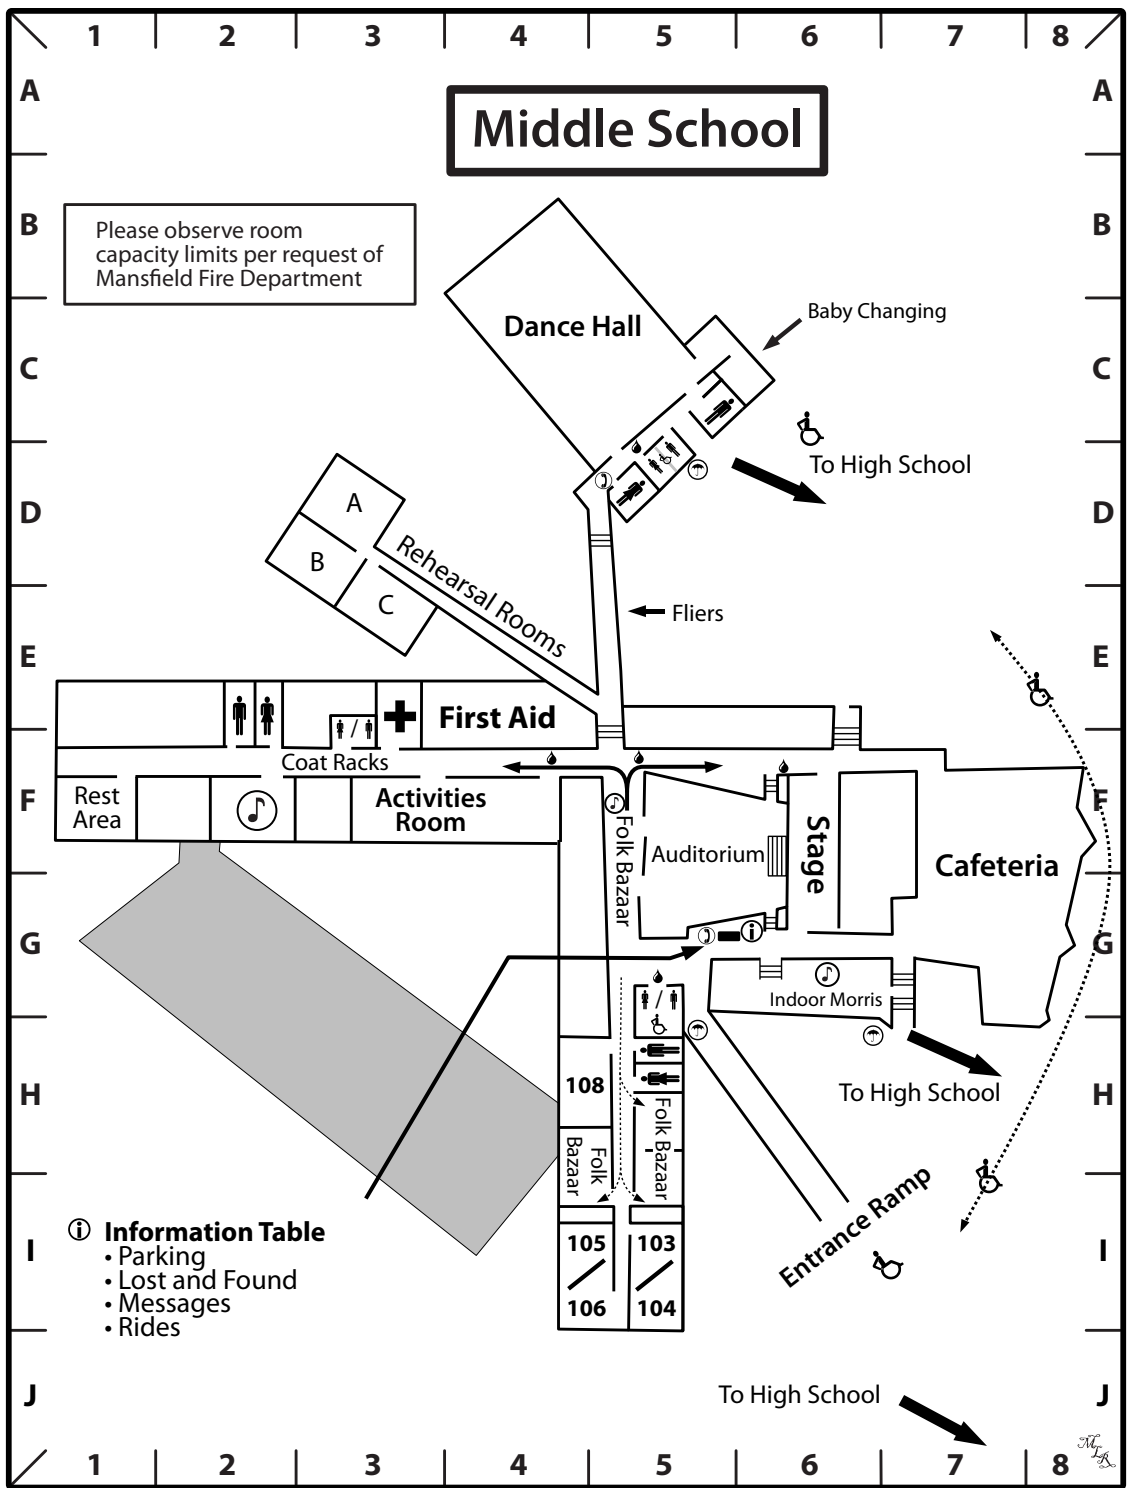 1 2 3 4 5 6 7 8
A A
Middle School
B B
Please observe room
capacity limits per request of
Mansfield Fire Department
Baby Changing
Dance Hall
C C
To High School
D D
A
B
C
Rehearsal Rooms
Fliers
E E
First Aid
/
Coat Racks
F F
Rest
Area
Activities
Room
Folk Bazaar
Auditorium
Stage
Cafeteria
G G
i
/
Indoor Morris
H H
108
To High School
Folk
Bazaar
Folk Bazaar
Entrance Ramp
i Information Table
• Parking
• Lost and Found
• Messages
• Rides
I I
105 103
106 104
J J
To High School
MLR
1 2 3 4 5 6 7 8